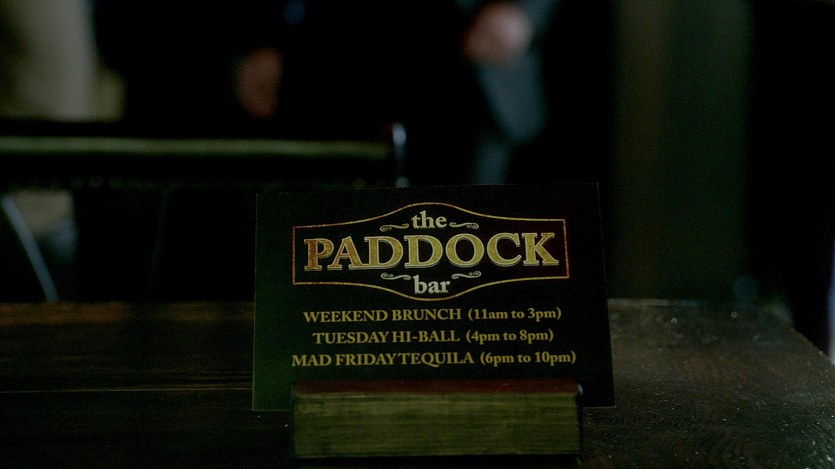 the
PADDOCK
bar
WEEKEND BRUNCH (11am to 3pm)
TUESDAY HI-BALL (4pm to 8pm)
MAD FRIDAY TEQUILA (6pm to 10pm)